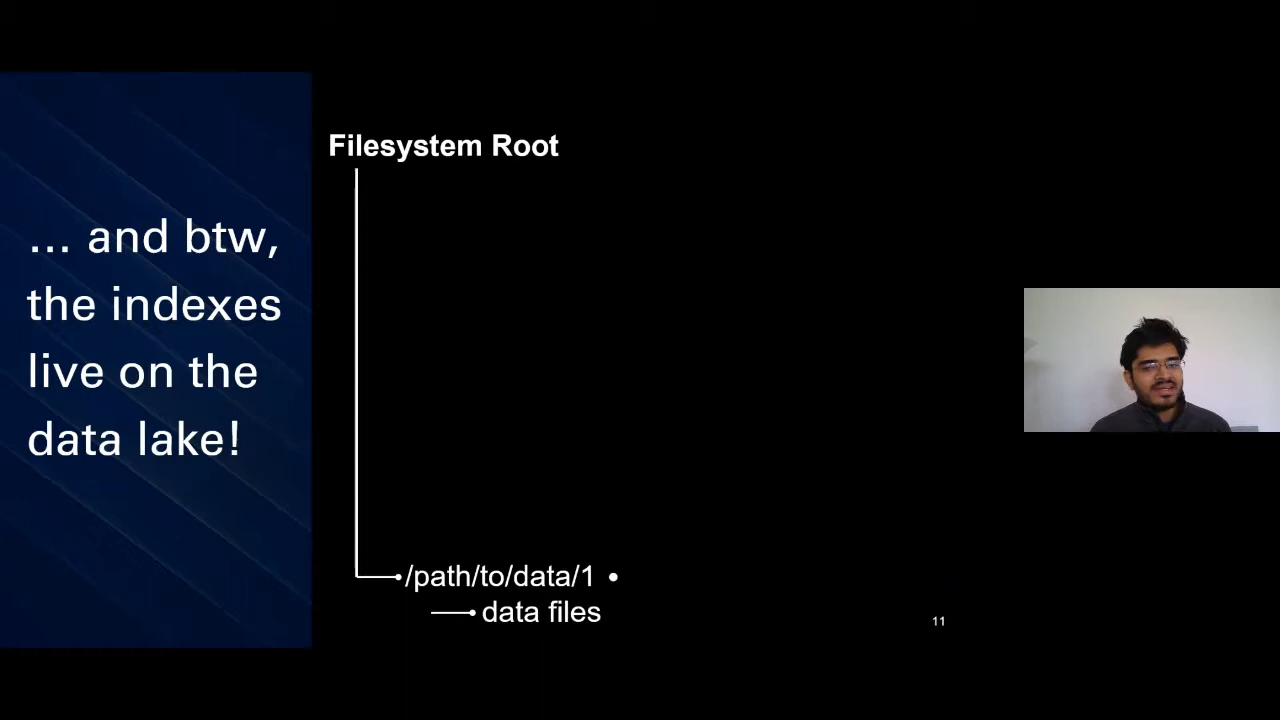 ... and btw,
the indexes
live on the
data lake!
Filesystem Root
/path/to/data/1
data files
11